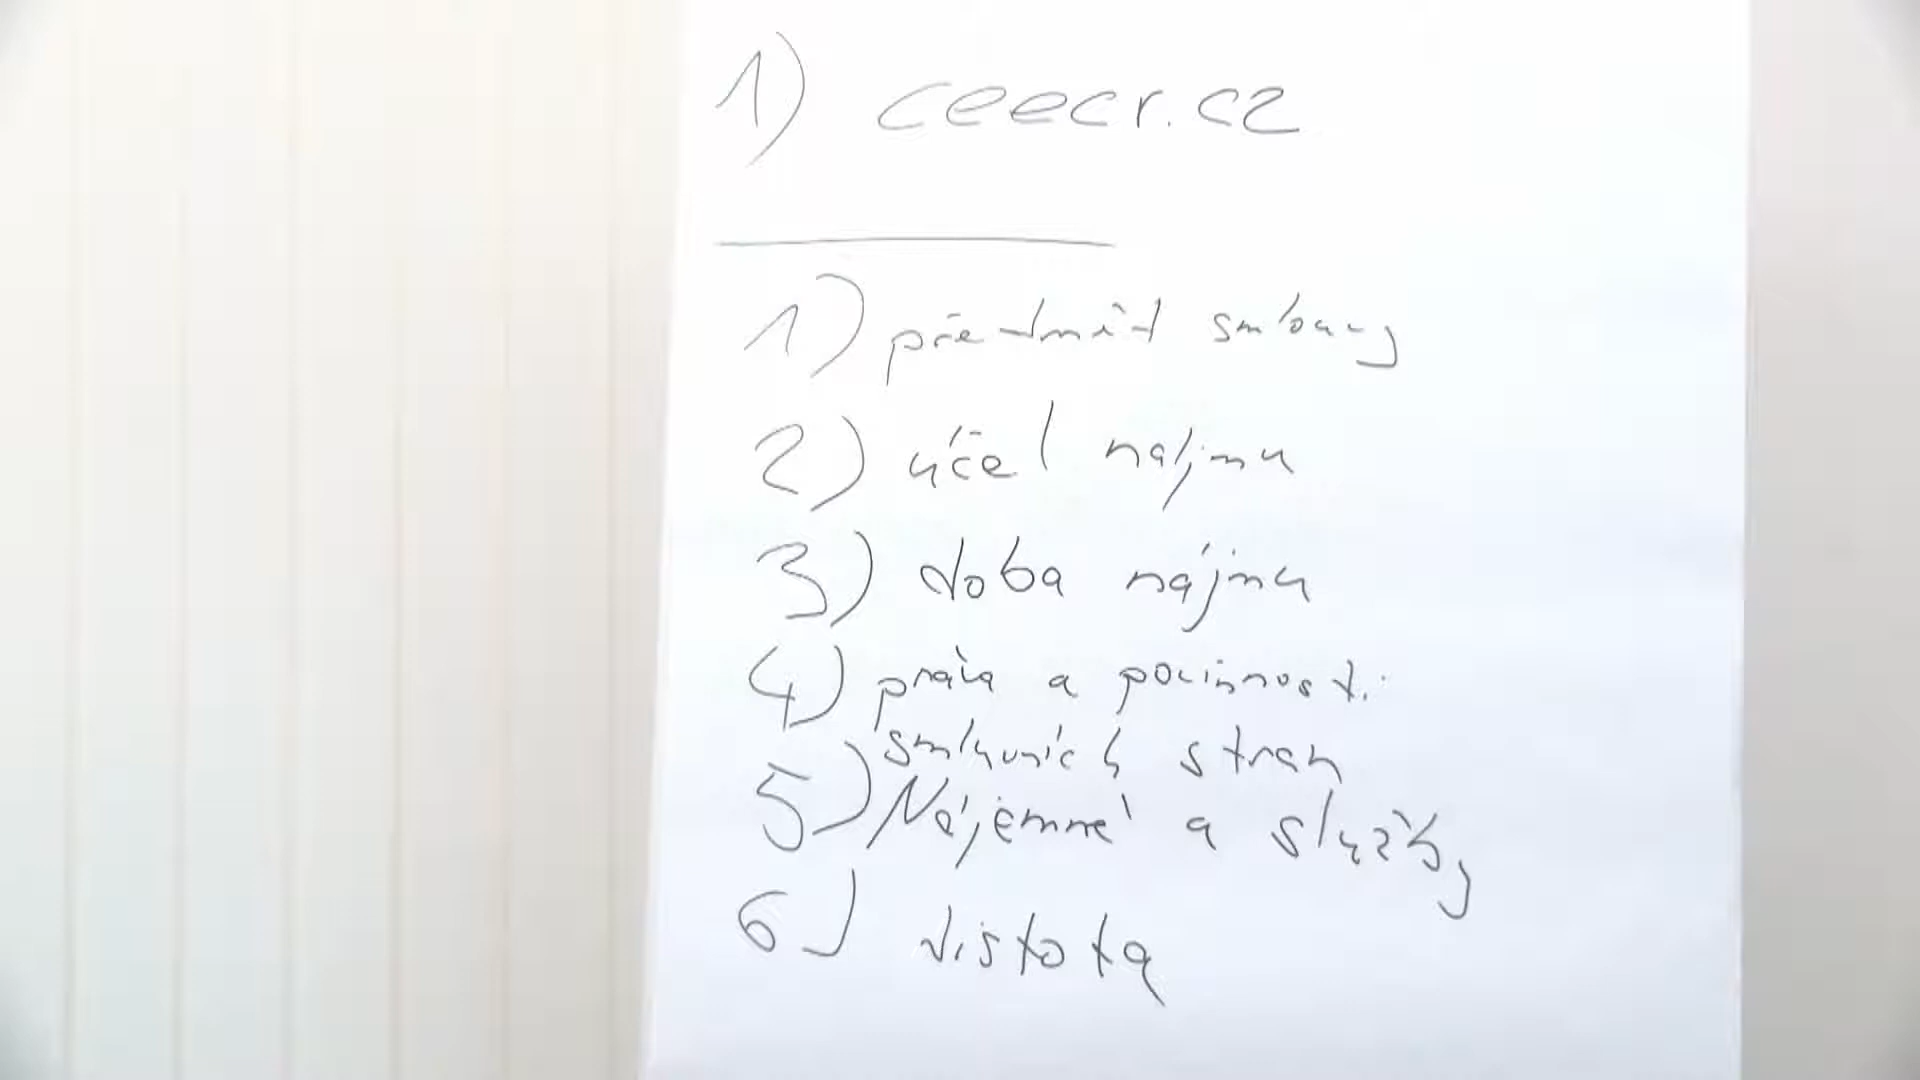 1) ceecr.cz
1) předmět smlouvy
2) účel nájmu
3) doba nájmu
4) práva a povinnosti
smluvních stran
5) Nájemné a služby
6) jistota